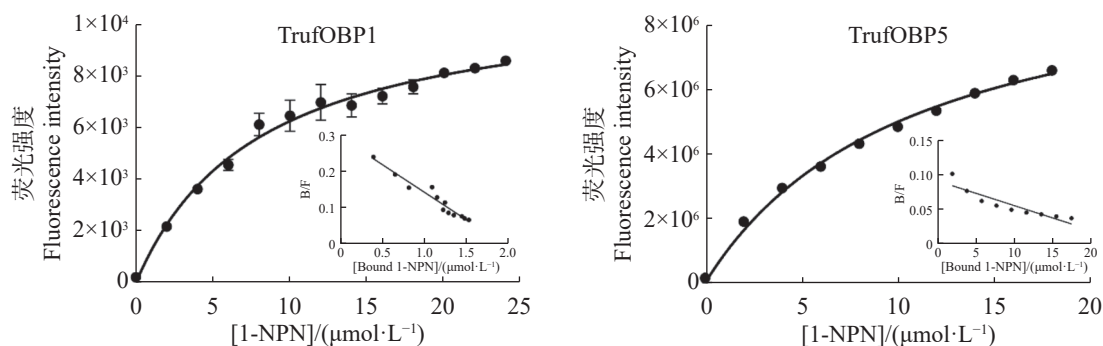 TrufOBP1
荧光强度
Fluorescence intensity
1×10⁴
8×10³
6×10³
4×10³
2×10³
0
0 5 10 15 20 25
[1-NPN]/(μmol·L⁻¹)
B/F
0.3
0.2
0.1
0
0 0.5 1.0 1.5 2.0
[Bound 1-NPN]/(μmol·L⁻¹)
TrufOBP5
荧光强度
Fluorescence intensity
8×10⁶
6×10⁶
4×10⁶
2×10⁶
0
0 5 10 15 20
[1-NPN]/(μmol·L⁻¹)
B/F
0.15
0.10
0.05
0
0 5 10 15 20
[Bound 1-NPN]/(μmol·L⁻¹)